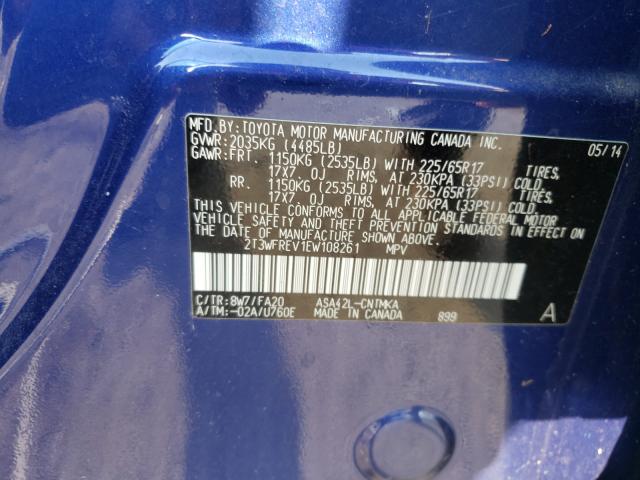 MFD. BY: TOYOTA MOTOR MANUFACTURING CANADA INC.
GVWR: 2035KG (4485LB) 05/14
GAWR: FRT. 1150KG (2535LB) WITH 225/65R17 TIRES,
17X7.0J RIMS, AT 230KPA (33PSI) COLD
RR. 1150KG (2535LB) WITH 225/65R17 TIRES
17X7.0J RIMS, AT 230KPA (33PSI) COLD
THIS VEHICLE CONFORMS TO ALL APPLICABLE FEDERAL MOTOR
VEHICLE SAFETY AND THEFT PREVENTION STANDARDS IN EFFECT ON
THE DATE OF MANUFACTURE SHOWN ABOVE.
2T3WFREV1EW108261 MPV
C/TR: 8W7/FA20 ASA42L-CNTMKA
A/TM: -02A/U760E MADE IN CANADA 899 A